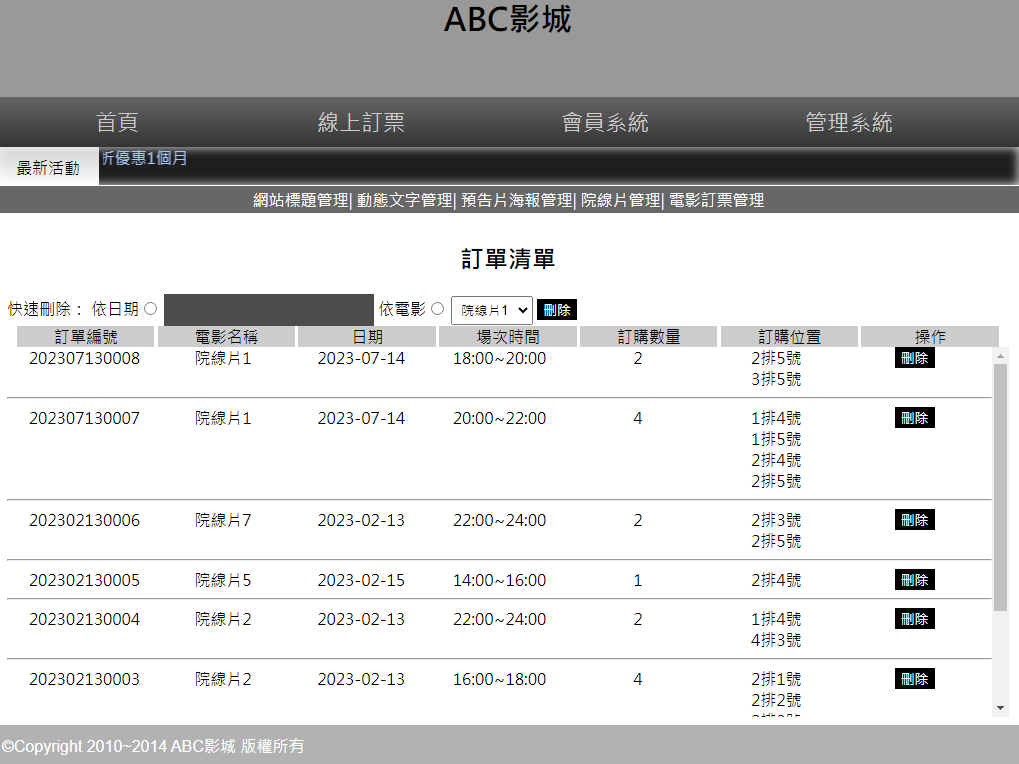 ABC影城
首頁 線上訂票 會員系統 管理系統
最新活動 折優惠1個月
網站標題管理| 動態文字管理| 預告片海報管理| 院線片管理| 電影訂票管理
訂單清單
快速刪除： 依日期 依電影 院線片1 刪除
訂單編號 電影名稱 日期 場次時間 訂購數量 訂購位置 操作
202307130008 院線片1 2023-07-14 18:00~20:00 2 2排5號 刪除
3排5號
202307130007 院線片1 2023-07-14 20:00~22:00 4 1排4號 刪除
1排5號
2排4號
2排5號
202302130006 院線片7 2023-02-13 22:00~24:00 2 2排3號 刪除
2排5號
202302130005 院線片5 2023-02-15 14:00~16:00 1 2排4號 刪除
202302130004 院線片2 2023-02-13 22:00~24:00 2 1排4號 刪除
4排3號
202302130003 院線片2 2023-02-13 16:00~18:00 4 2排1號 刪除
2排2號
©Copyright 2010~2014 ABC影城 版權所有